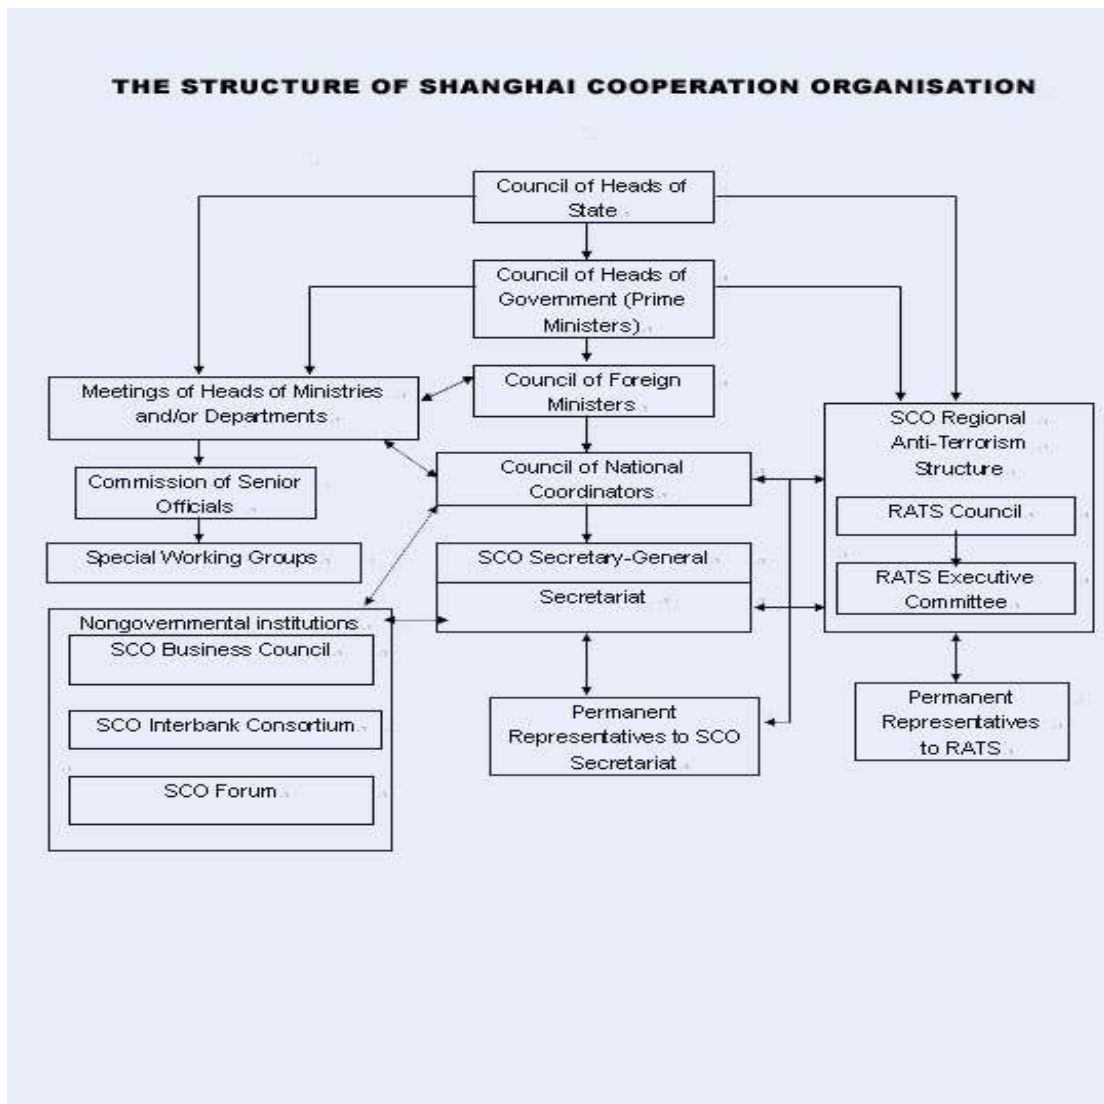 THE STRUCTURE OF SHANGHAI COOPERATION ORGANISATION
Council of Heads of
State
Council of Heads of
Government (Prime
Ministers)
Meetings of Heads of Ministries
and/or Departments
Council of Foreign
Ministers
SCO Regional
Anti-Terrorism
Structure
Commission of Senior
Officials
Council of National
Coordinators
RATS Council
Special Working Groups
SCO Secretary-General
Secretariat
RATS Executive
Committee
Nongovernmental institutions
SCO Business Council
SCO Interbank Consortium
SCO Forum
Permanent
Representatives to SCO
Secretariat
Permanent
Representatives
to RATS